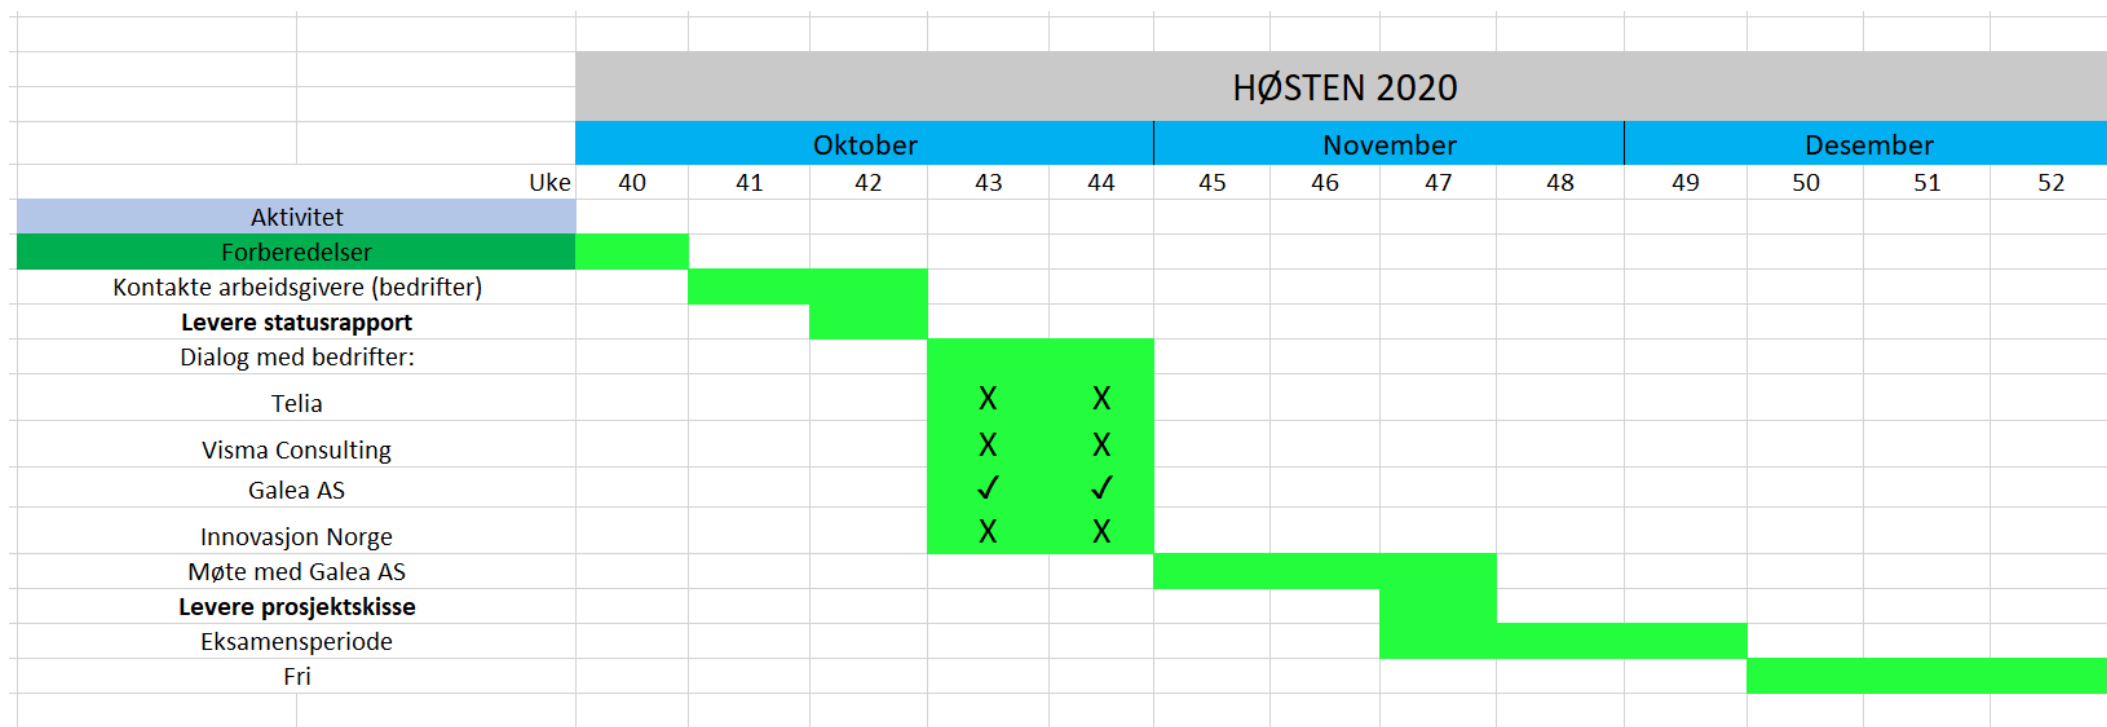 HØSTEN 2020
Oktober November Desember
Uke 40 41 42 43 44 45 46 47 48 49 50 51 52
Aktivitet
Forberedelser
Kontakte arbeidsgivere (bedrifter)
Levere statusrapport
Dialog med bedrifter:
Telia X X
Visma Consulting X X
Galea AS ✓ ✓
Innovasjon Norge X X
Møte med Galea AS
Levere prosjektskisse
Eksamensperiode
Fri